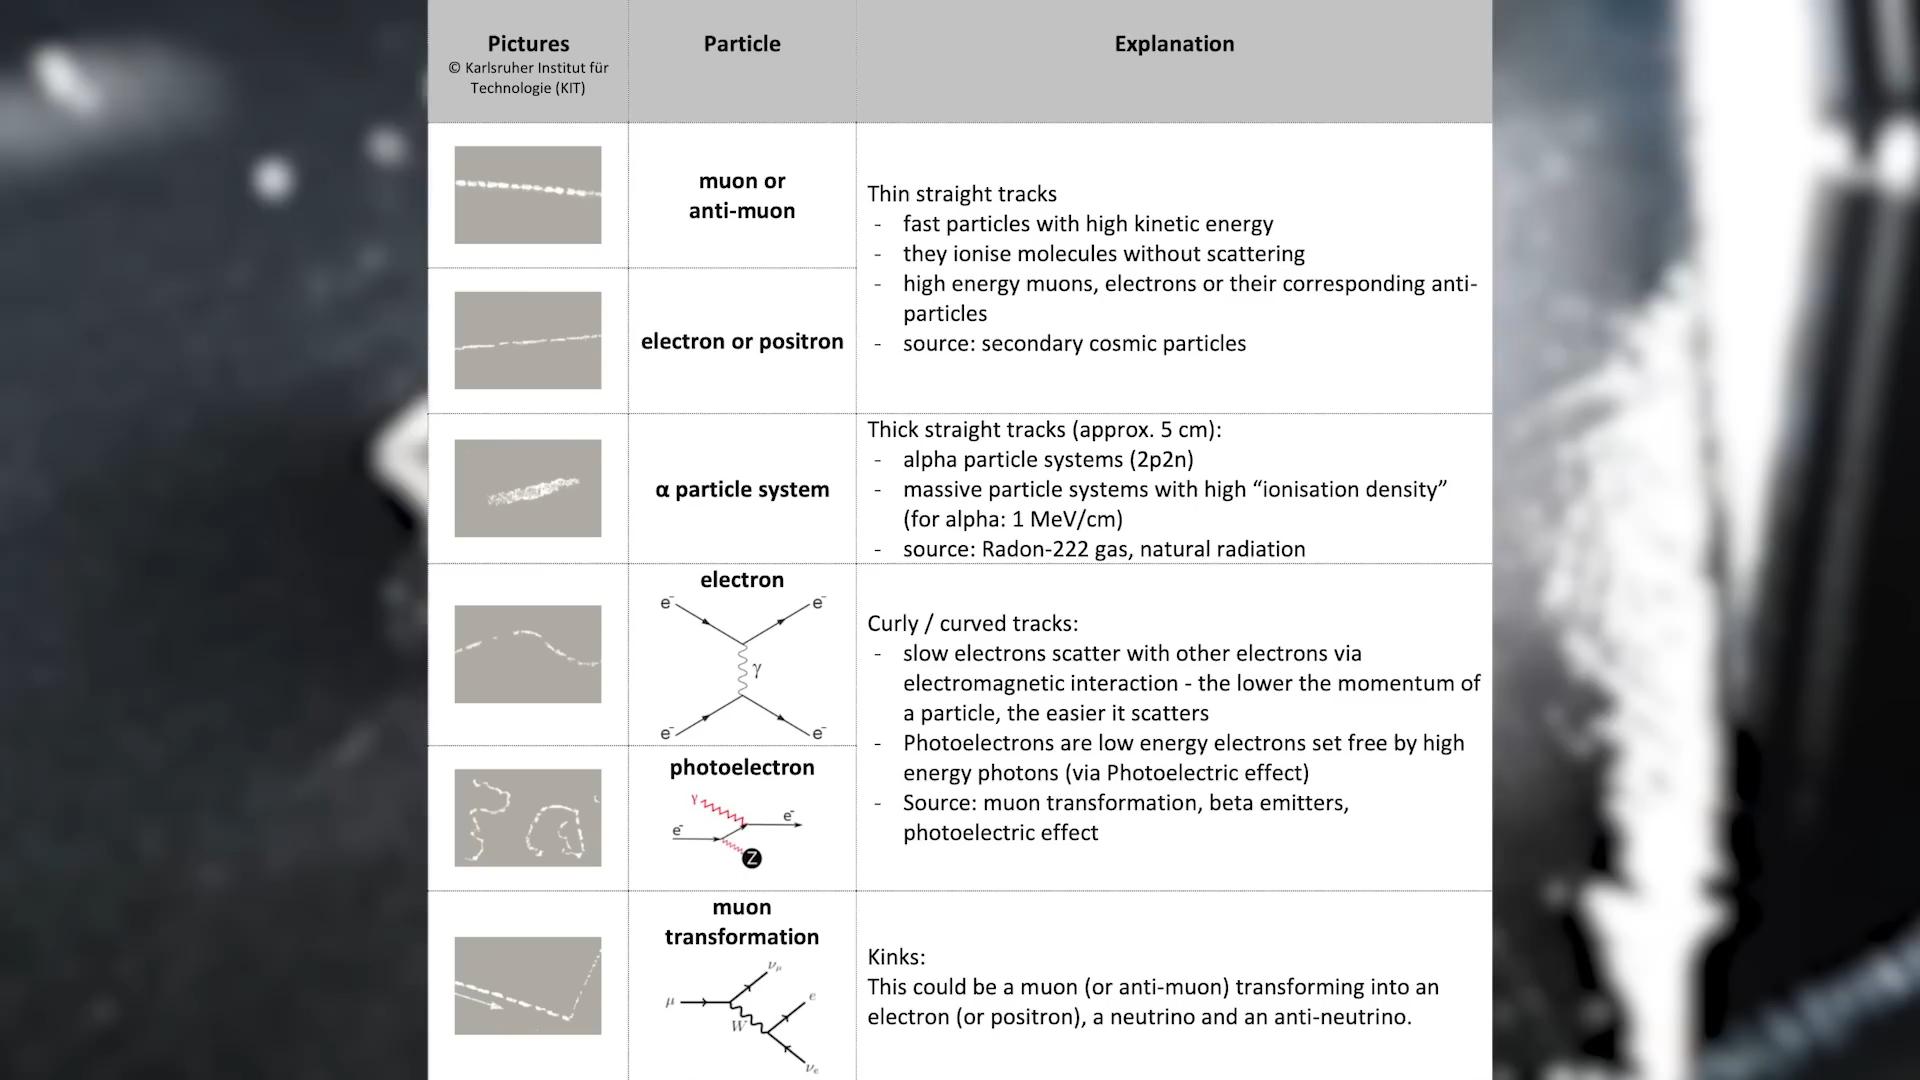 Pictures
© Karlsruher Institut für
Technologie (KIT)
Particle
Explanation
muon or
anti-muon
electron or positron
Thin straight tracks
- fast particles with high kinetic energy
- they ionise molecules without scattering
- high energy muons, electrons or their corresponding anti-
particles
- source: secondary cosmic particles
α particle system
Thick straight tracks (approx. 5 cm):
- alpha particle systems (2p2n)
- massive particle systems with high “ionisation density”
(for alpha: 1 MeV/cm)
- source: Radon-222 gas, natural radiation
electron
e⁻ e⁻
γ
e⁻ e⁻
photoelectron
γ
e⁻ e⁻
Z
Curly / curved tracks:
- slow electrons scatter with other electrons via
electromagnetic interaction - the lower the momentum of
a particle, the easier it scatters
- Photoelectrons are low energy electrons set free by high
energy photons (via Photoelectric effect)
- Source: muon transformation, beta emitters,
photoelectric effect
muon
transformation
νμ
μ e
W
νe
Kinks:
This could be a muon (or anti-muon) transforming into an
electron (or positron), a neutrino and an anti-neutrino.